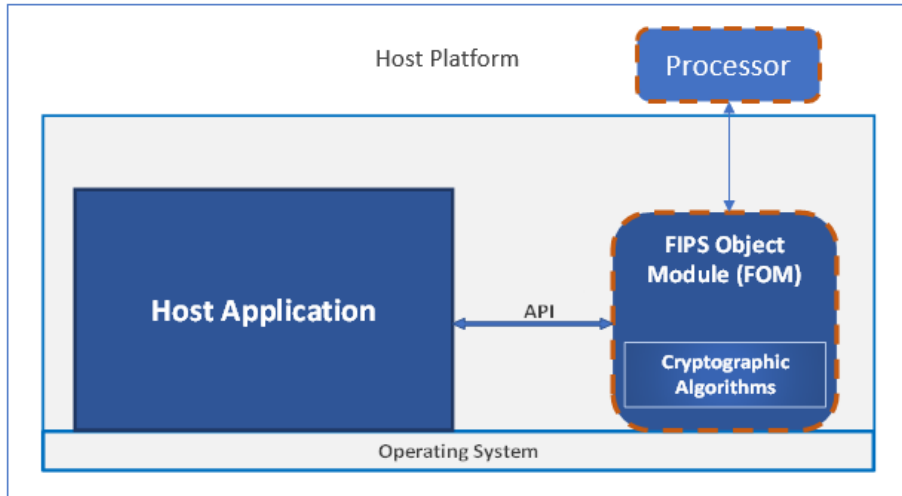 Host Platform
Processor
FIPS Object
Module (FOM)
Host Application
API
Cryptographic
Algorithms
Operating System